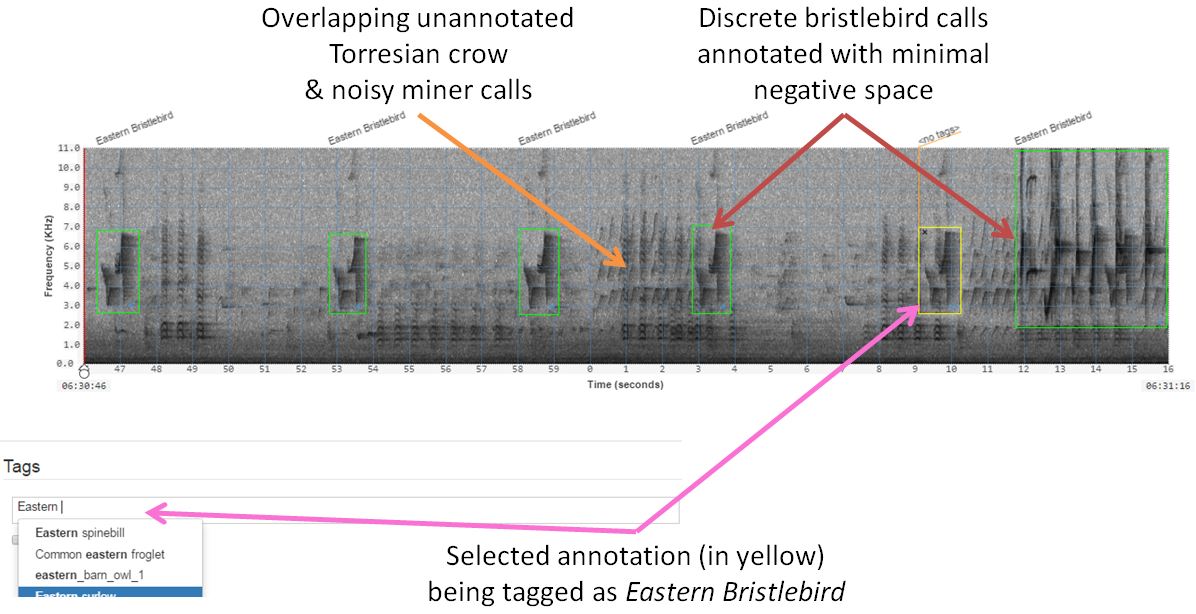 Overlapping unannotated
Torresian crow
& noisy miner calls
Discrete bristlebird calls
annotated with minimal
negative space
Eastern Bristlebird
Eastern Bristlebird
Eastern Bristlebird
Eastern Bristlebird
<no tags>
Eastern Bristlebird
Frequency (KHz)
11.0
10.0
9.0
8.0
7.0
6.0
5.0
4.0
3.0
2.0
1.0
0.0
x
47 48 49 50 51 52 53 54 55 56 57 58 59 0 1 2 3 4 5 6 7 8 9 10 11 12 13 14 15 16
06:30:46 Time (seconds) 06:31:16
Tags
Eastern
Eastern spinebill
Common eastern froglet
eastern_barn_owl_1
Eastern curlew
Selected annotation (in yellow)
being tagged as Eastern Bristlebird